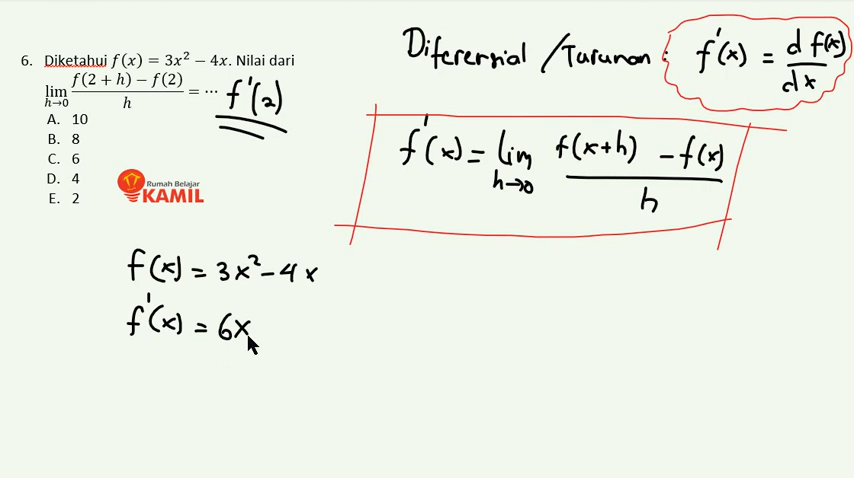 6. Diketahui f(x) = 3x² − 4x. Nilai dari
lim h→0 f(2 + h) − f(2) / h = ⋯ f'(2)
A. 10
B. 8
C. 6
D. 4
E. 2
Rumah Belajar
KAMIL
Diferensial / Turunan : f'(x) = d f(x) / dx
f'(x) = lim h→0 f(x+h) − f(x) / h
f(x) = 3x² − 4x
f'(x) = 6x